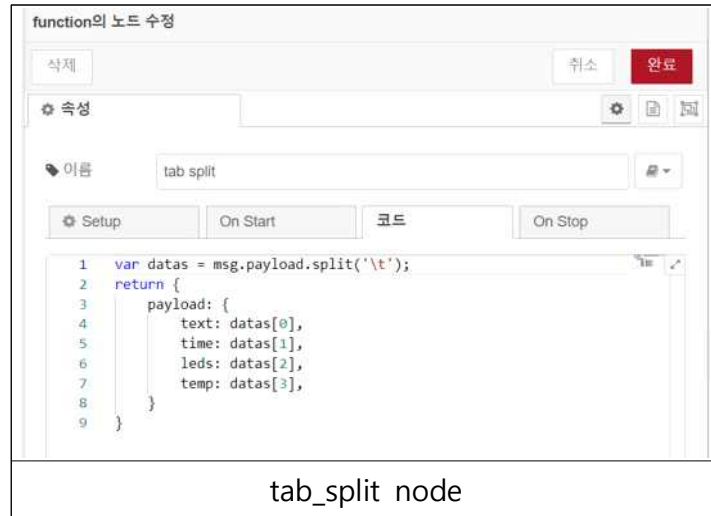 function의 노드 수정
삭제
취소
완료
속성
이름
tab split
Setup
On Start
코드
On Stop
1 var datas = msg.payload.split('\t');
2 return {
3 payload: {
4 text: datas[0],
5 time: datas[1],
6 leds: datas[2],
7 temp: datas[3],
8 }
9 }
tab_split node